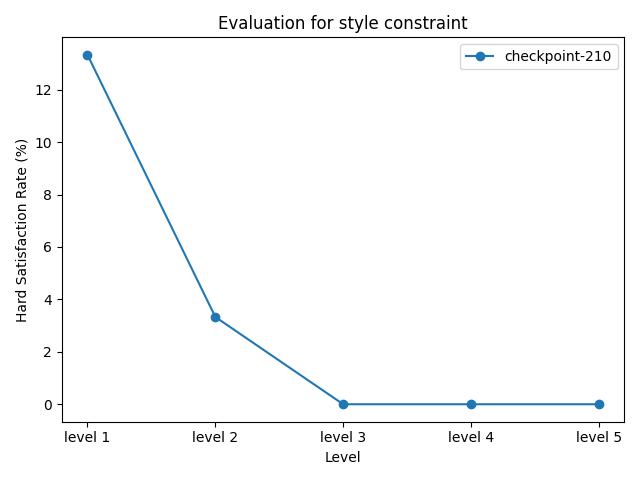 Evaluation for style constraint
checkpoint-210
Hard Satisfaction Rate (%)
12
10
8
6
4
2
0
level 1 level 2 level 3 level 4 level 5
Level